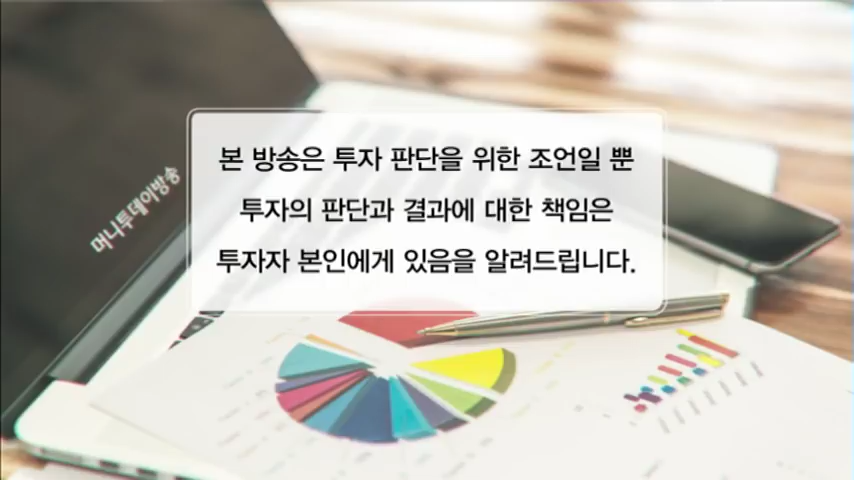 본 방송은 투자 판단을 위한 조언일 뿐
투자의 판단과 결과에 대한 책임은
투자자 본인에게 있음을 알려드립니다.
머니투데이방송